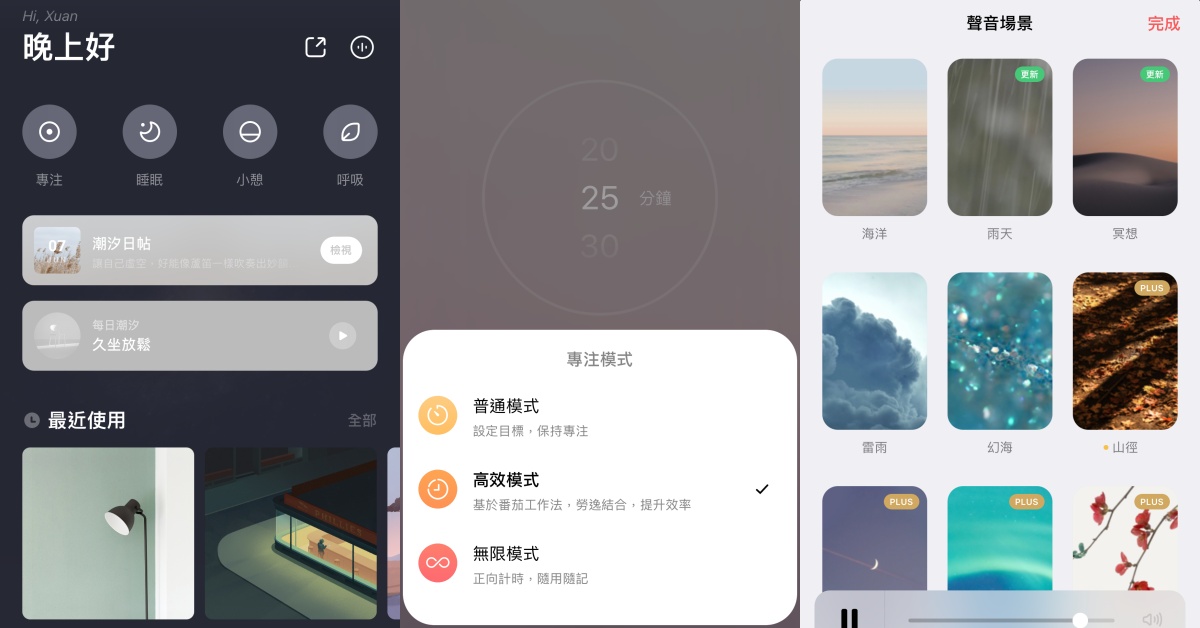 Hi, Xuan
晚上好
專注
睡眠
小憩
呼吸
07
潮汐日帖
讓自己虛空，好能像蘆笛一樣吹奏出妙
檢視
每日潮汐
久坐放鬆
最近使用
全部
PHILLIES
20
25 分鐘
30
專注模式
普通模式
設定目標，保持專注
高效模式
基於番茄工作法，勞逸結合，提升效率
無限模式
正向計時，隨用隨記
聲音場景
完成
更新
更新
海洋
雨天
冥想
PLUS
雷雨
幻海
山徑
PLUS
PLUS
PLUS